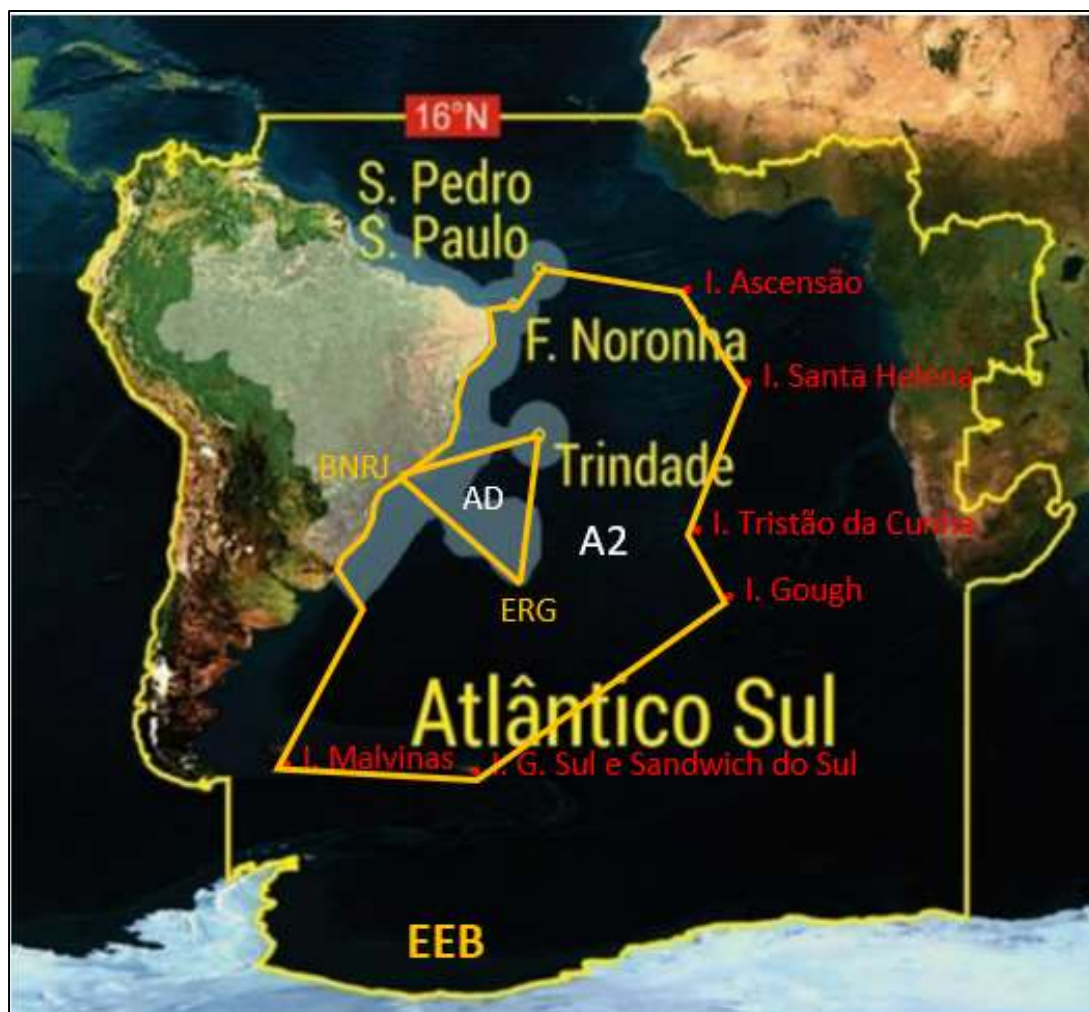 16°N
S. Pedro
S. Paulo
I. Ascensão
F. Noronha
I. Santa Helena
BNRJ
Trindade
AD
I. Tristão da Cunha
A2
I. Gough
ERG
Atlântico Sul
I. Malvinas
I. G. Sul e Sandwich do Sul
EEB